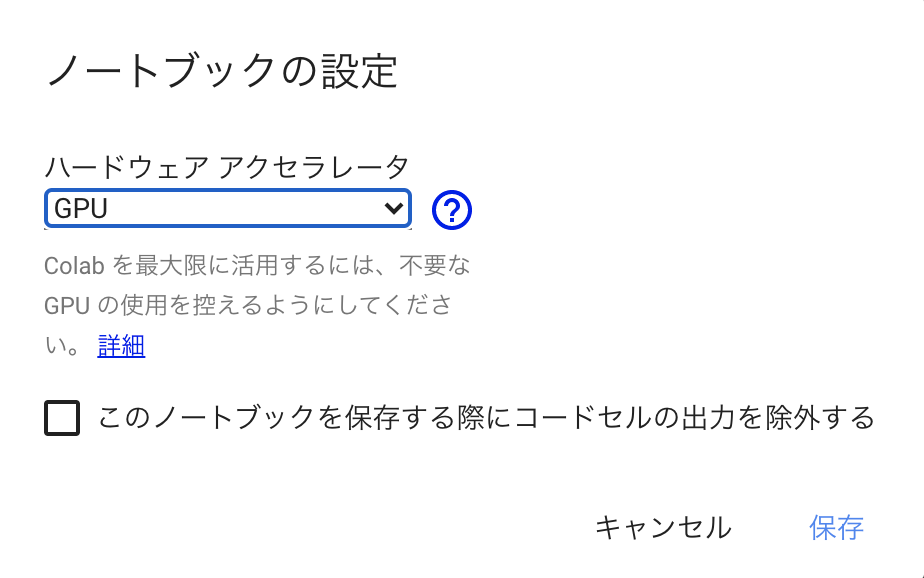 ノートブックの設定
ハードウェア アクセラレータ
GPU
?
Colab を最大限に活用するには、不要な
GPU の使用を控えるようにしてくださ
い。 詳細
このノートブックを保存する際にコードセルの出力を除外する
キャンセル 保存